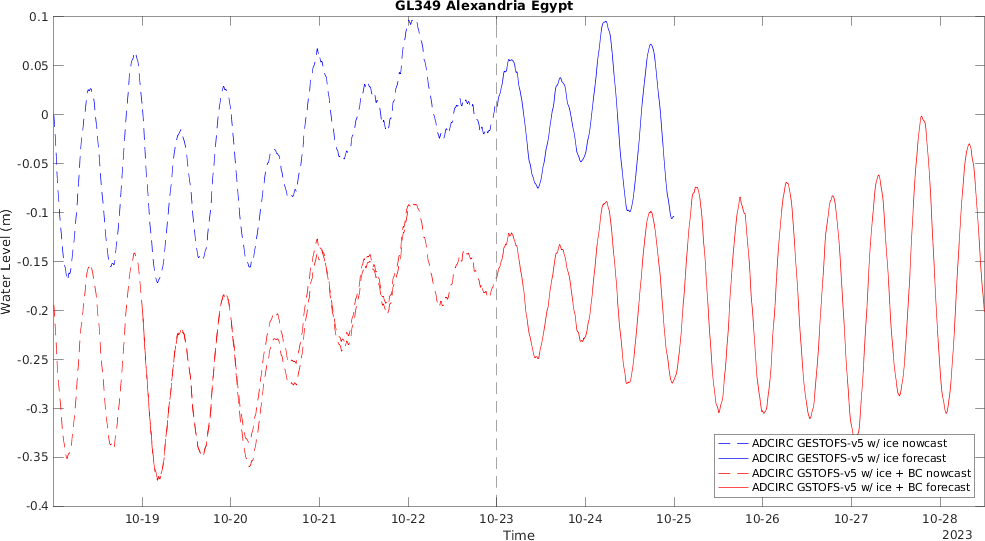 GL349 Alexandria Egypt
0.1
0.05
0
-0.05
-0.1
-0.15
-0.2
-0.25
-0.3
-0.35
-0.4
Water Level (m)
ADCIRC GESTOFS-v5 w/ ice nowcast
ADCIRC GESTOFS-v5 w/ ice forecast
ADCIRC GSTOFS-v5 w/ ice + BC nowcast
ADCIRC GSTOFS-v5 w/ ice + BC forecast
10-19 10-20 10-21 10-22 10-23 10-24 10-25 10-26 10-27 10-28
Time
2023